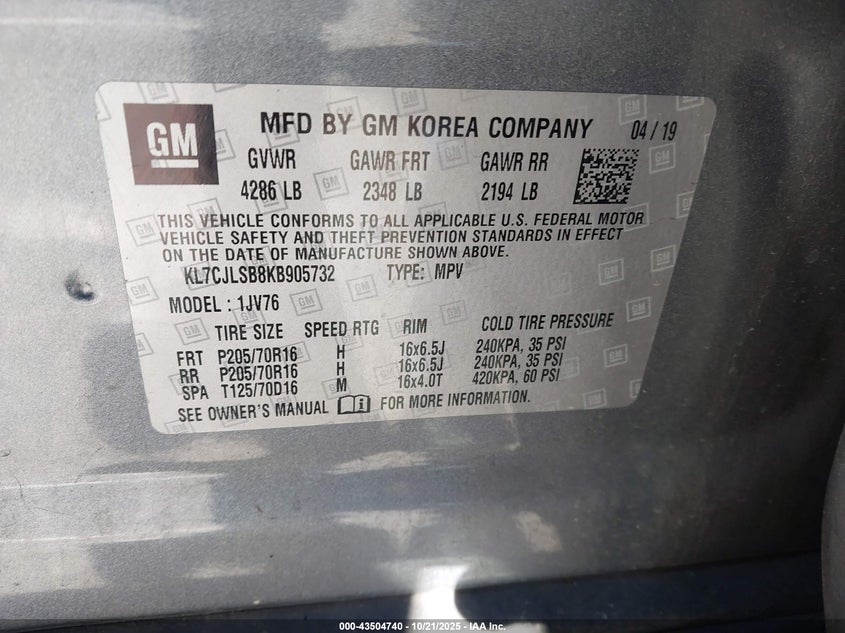 GM MFD BY GM KOREA COMPANY 04 / 19
GVWR GAWR FRT GAWR RR
4286 LB 2348 LB 2194 LB
THIS VEHICLE CONFORMS TO ALL APPLICABLE U.S. FEDERAL MOTOR
VEHICLE SAFETY AND THEFT PREVENTION STANDARDS IN EFFECT
ON THE DATE OF MANUFACTURE SHOWN ABOVE.
KL7CJLSB8KB905732 TYPE: MPV
MODEL : 1JV76
TIRE SIZE SPEED RTG RIM COLD TIRE PRESSURE
FRT P205/70R16 H 16x6.5J 240KPA, 35 PSI
RR P205/70R16 H 16x6.5J 240KPA, 35 PSI
SPA T125/70D16 M 16x4.0T 420KPA, 60 PSI
SEE OWNER'S MANUAL FOR MORE INFORMATION.
000-43504740 - 10/21/2025 - IAA Inc.